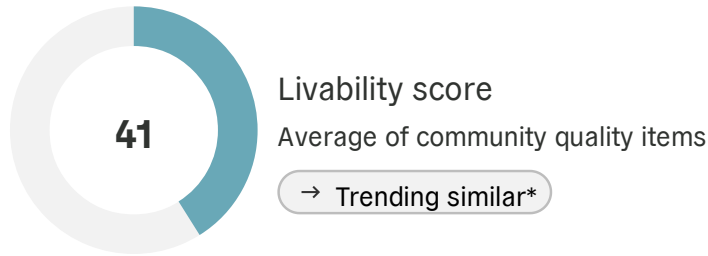 41
Livability score
Average of community quality items
→ Trending similar*